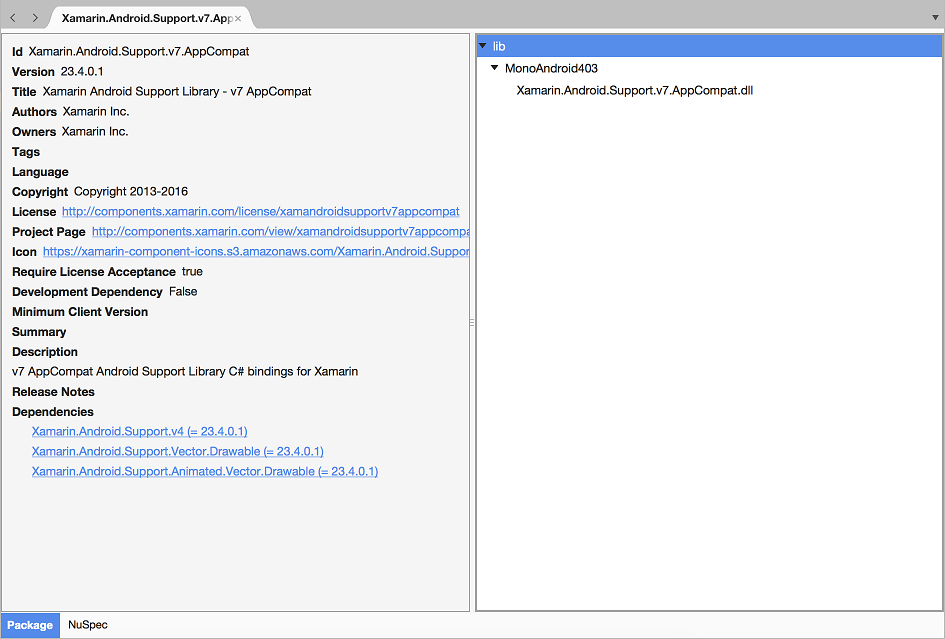 Xamarin.Android.Support.v7.App
Id Xamarin.Android.Support.v7.AppCompat
Version 23.4.0.1
Title Xamarin Android Support Library - v7 AppCompat
Authors Xamarin Inc.
Owners Xamarin Inc.
Tags
Language
Copyright Copyright 2013-2016
License http://components.xamarin.com/license/xamandroidsupportv7appcompat
Project Page http://components.xamarin.com/view/xamandroidsupportv7appcompa
Icon https://xamarin-component-icons.s3.amazonaws.com/Xamarin.Android.Suppor
Require License Acceptance true
Development Dependency False
Minimum Client Version
Summary
Description
v7 AppCompat Android Support Library C# bindings for Xamarin
Release Notes
Dependencies
Xamarin.Android.Support.v4 (= 23.4.0.1)
Xamarin.Android.Support.Vector.Drawable (= 23.4.0.1)
Xamarin.Android.Support.Animated.Vector.Drawable (= 23.4.0.1)
lib
MonoAndroid403
Xamarin.Android.Support.v7.AppCompat.dll
Package NuSpec